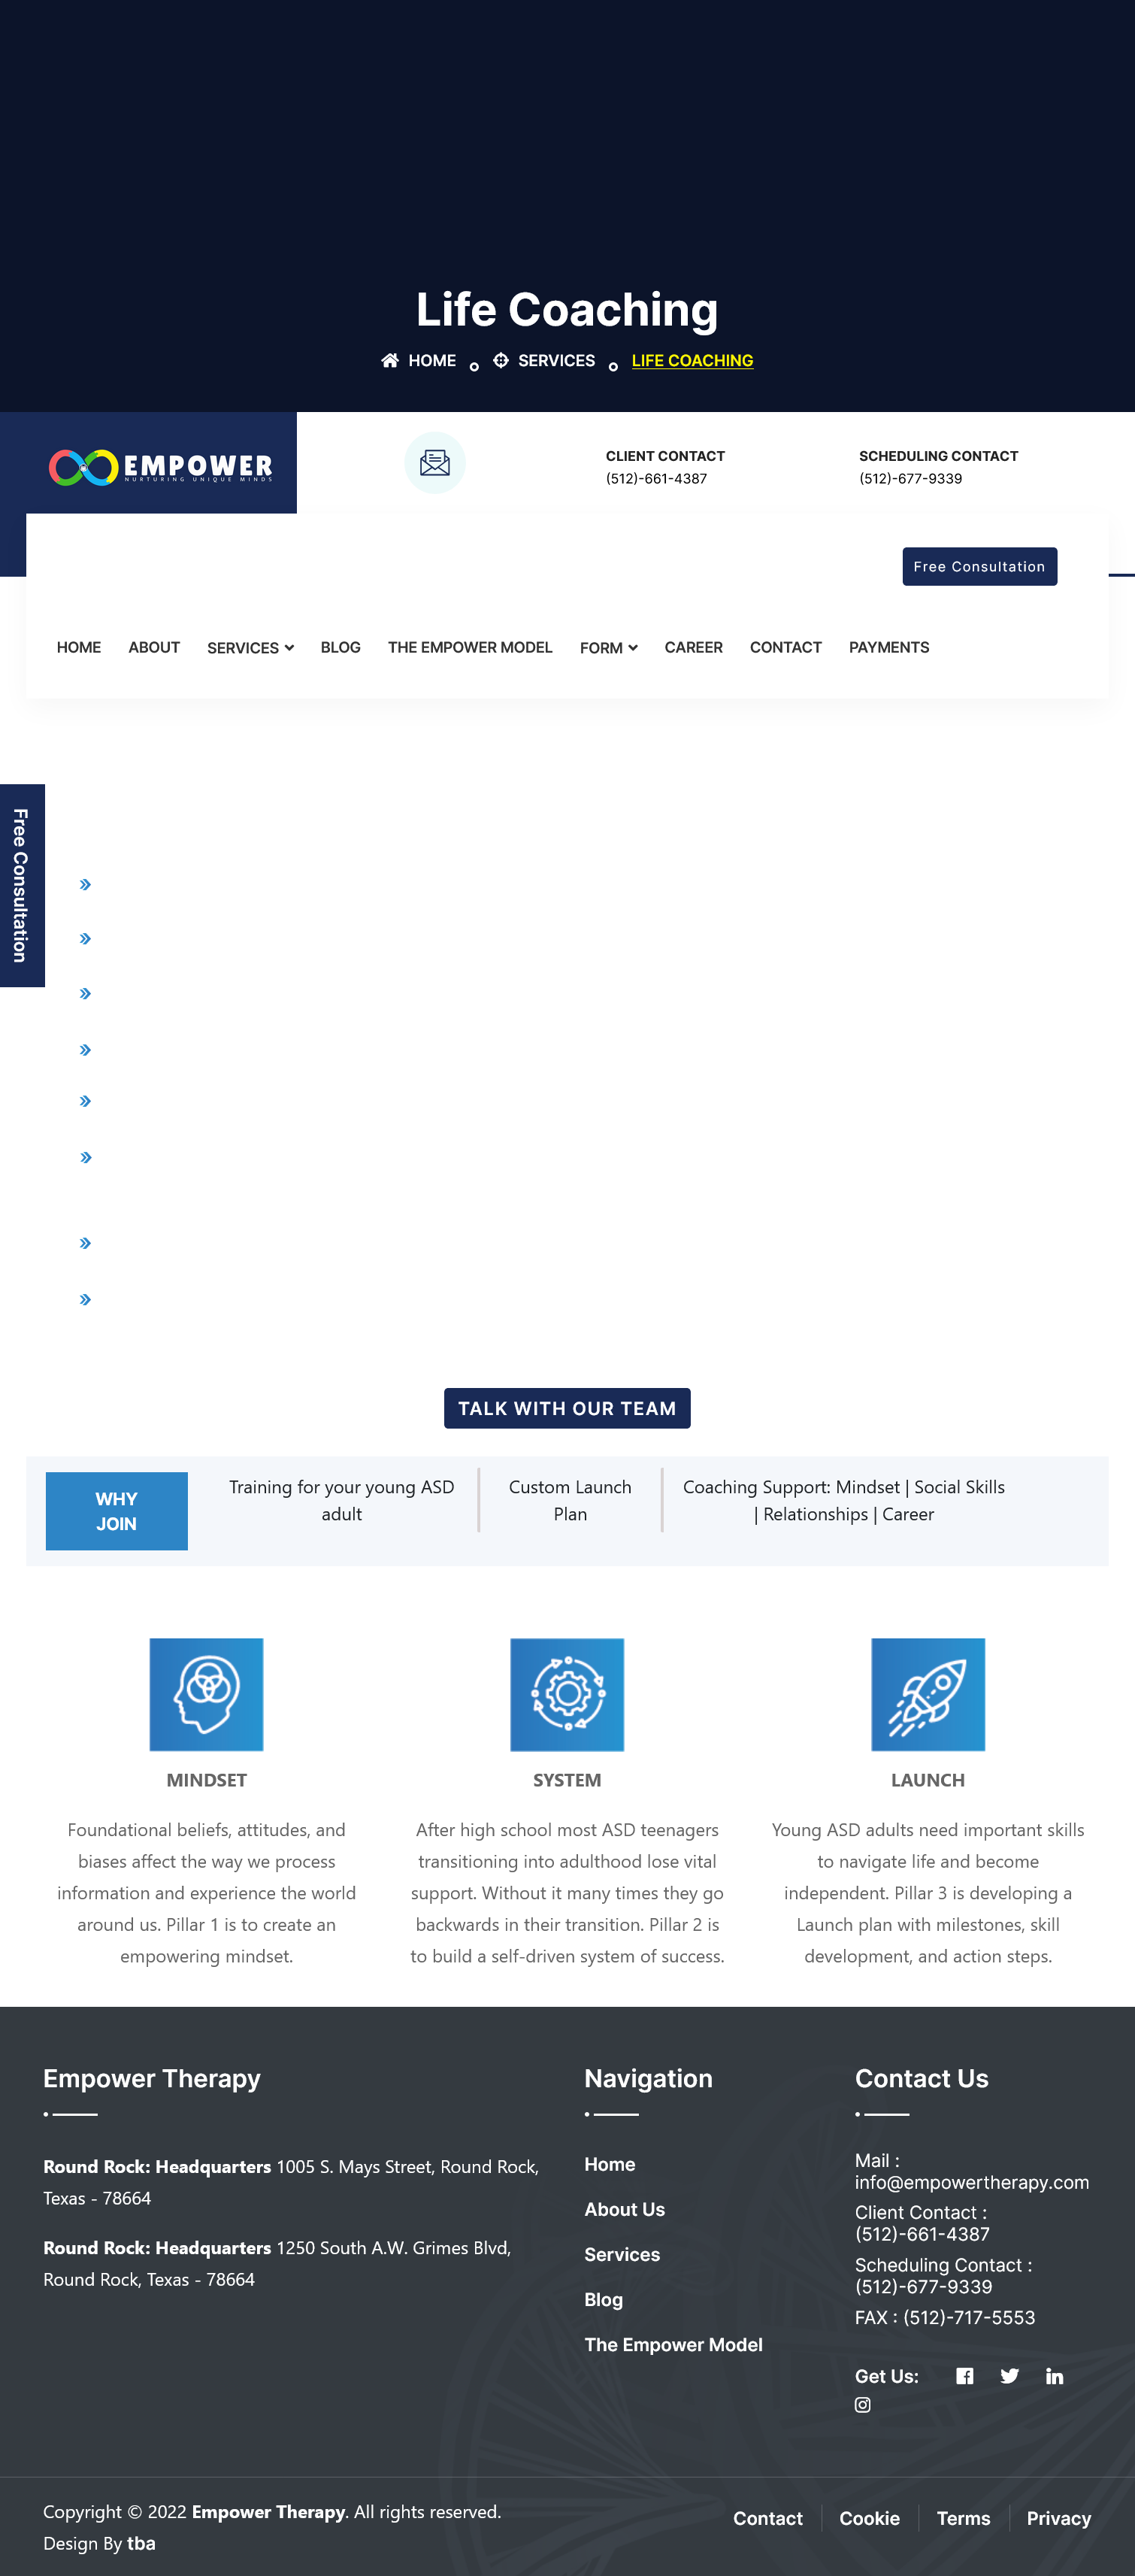 Life Coaching
HOME SERVICES LIFE COACHING
EMPOWER
NURTURING UNIQUE MINDS
CLIENT CONTACT
(512)-661-4387
SCHEDULING CONTACT
(512)-677-9339
Free Consultation
HOME ABOUT SERVICES BLOG THE EMPOWER MODEL FORM CAREER CONTACT PAYMENTS
Free Consultation
TALK WITH OUR TEAM
WHY
JOIN
Training for your young ASD
adult
Custom Launch
Plan
Coaching Support: Mindset | Social Skills
| Relationships | Career
MINDSET
Foundational beliefs, attitudes, and
biases affect the way we process
information and experience the world
around us. Pillar 1 is to create an
empowering mindset.
SYSTEM
After high school most ASD teenagers
transitioning into adulthood lose vital
support. Without it many times they go
backwards in their transition. Pillar 2 is
to build a self-driven system of success.
LAUNCH
Young ASD adults need important skills
to navigate life and become
independent. Pillar 3 is developing a
Launch plan with milestones, skill
development, and action steps.
Empower Therapy
Round Rock: Headquarters 1005 S. Mays Street, Round Rock,
Texas - 78664
Round Rock: Headquarters 1250 South A.W. Grimes Blvd,
Round Rock, Texas - 78664
Navigation
Home
About Us
Services
Blog
The Empower Model
Contact Us
Mail :
info@empowertherapy.com
Client Contact :
(512)-661-4387
Scheduling Contact :
(512)-677-9339
FAX : (512)-717-5553
Get Us:
Copyright © 2022 Empower Therapy. All rights reserved.
Design By tba
Contact Cookie Terms Privacy